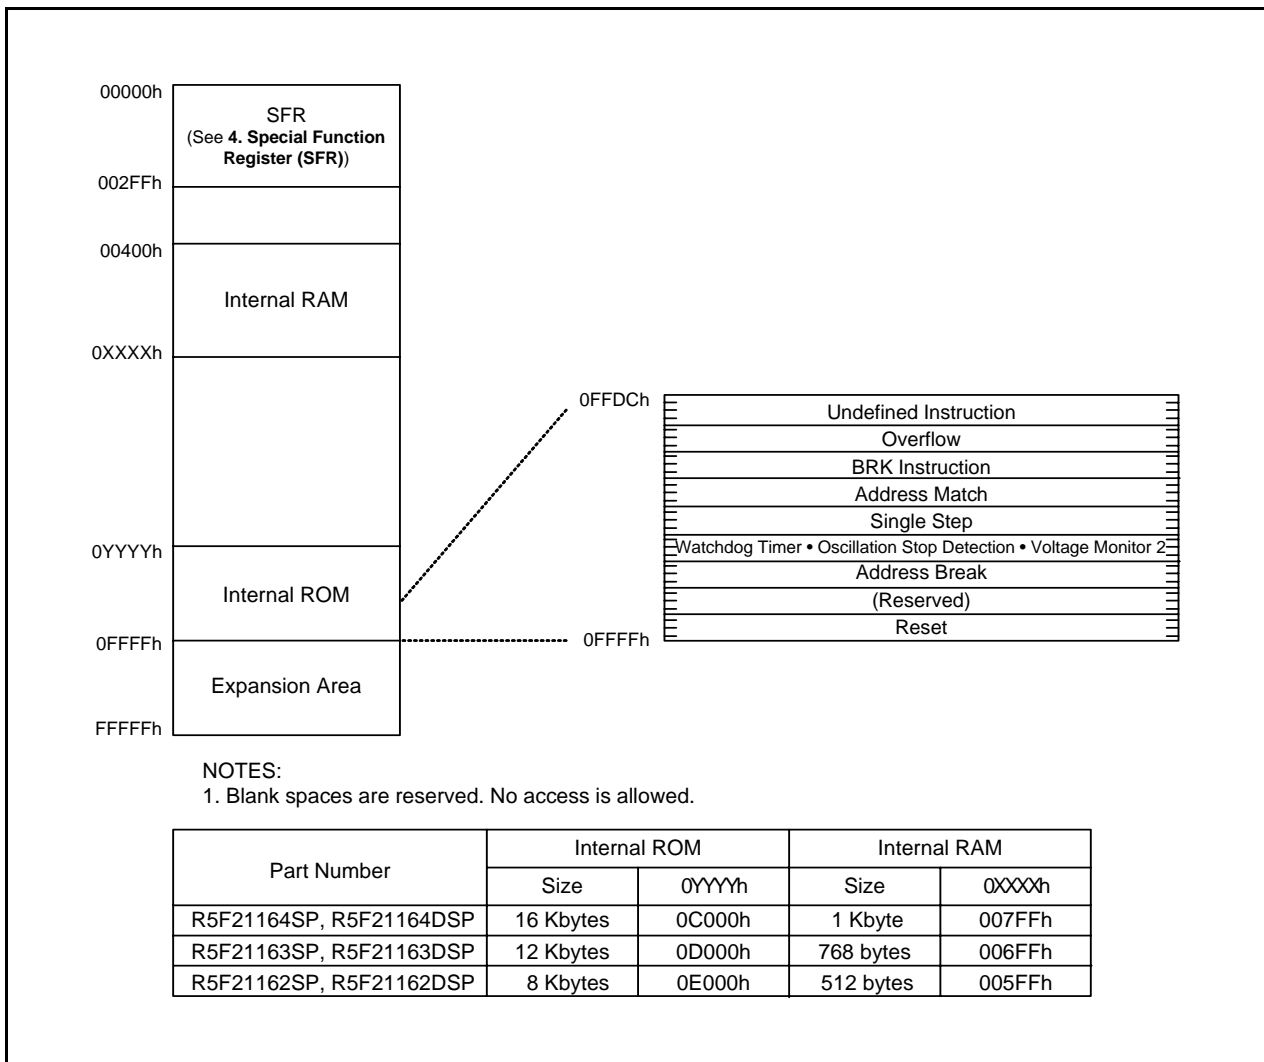 00000h
SFR
(See 4. Special Function
Register (SFR))
002FFh
00400h
Internal RAM
0XXXXh
0YYYYh
Internal ROM
0FFFFh
Expansion Area
FFFFFh
0FFDCh
Undefined Instruction
Overflow
BRK Instruction
Address Match
Single Step
Watchdog Timer • Oscillation Stop Detection • Voltage Monitor 2
Address Break
(Reserved)
0FFFFh
Reset
NOTES:
1. Blank spaces are reserved. No access is allowed.
Part Number Internal ROM Internal RAM
Size 0YYYYh Size 0XXXXh
R5F21164SP, R5F21164DSP 16 Kbytes 0C000h 1 Kbyte 007FFh
R5F21163SP, R5F21163DSP 12 Kbytes 0D000h 768 bytes 006FFh
R5F21162SP, R5F21162DSP 8 Kbytes 0E000h 512 bytes 005FFh